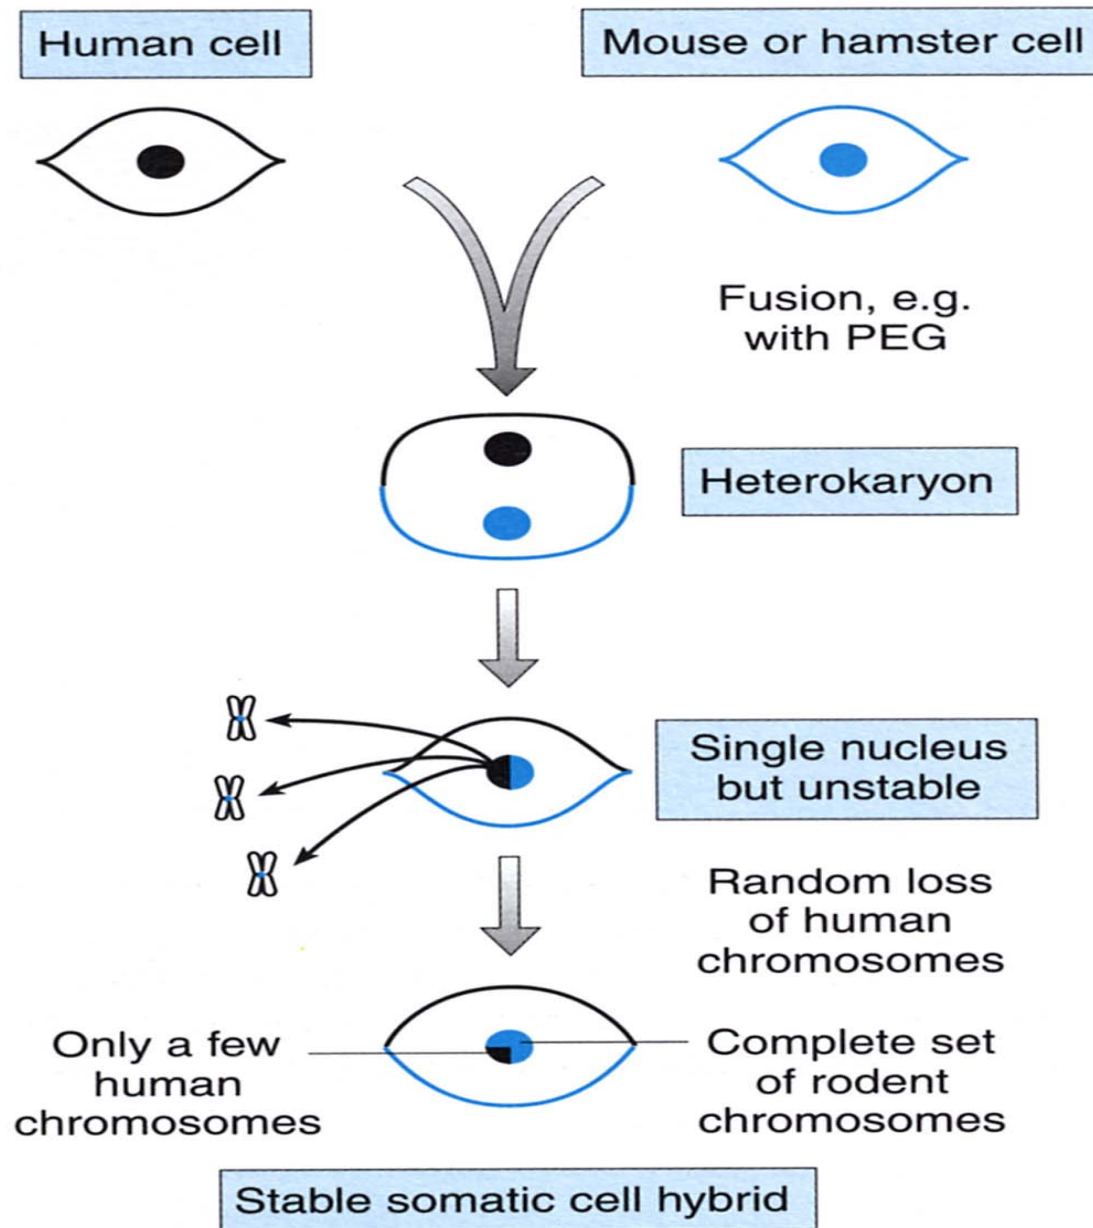 Human cell
Mouse or hamster cell
Fusion, e.g.
with PEG
Heterokaryon
Single nucleus
but unstable
Random loss
of human
chromosomes
Only a few
human
chromosomes
Complete set
of rodent
chromosomes
Stable somatic cell hybrid